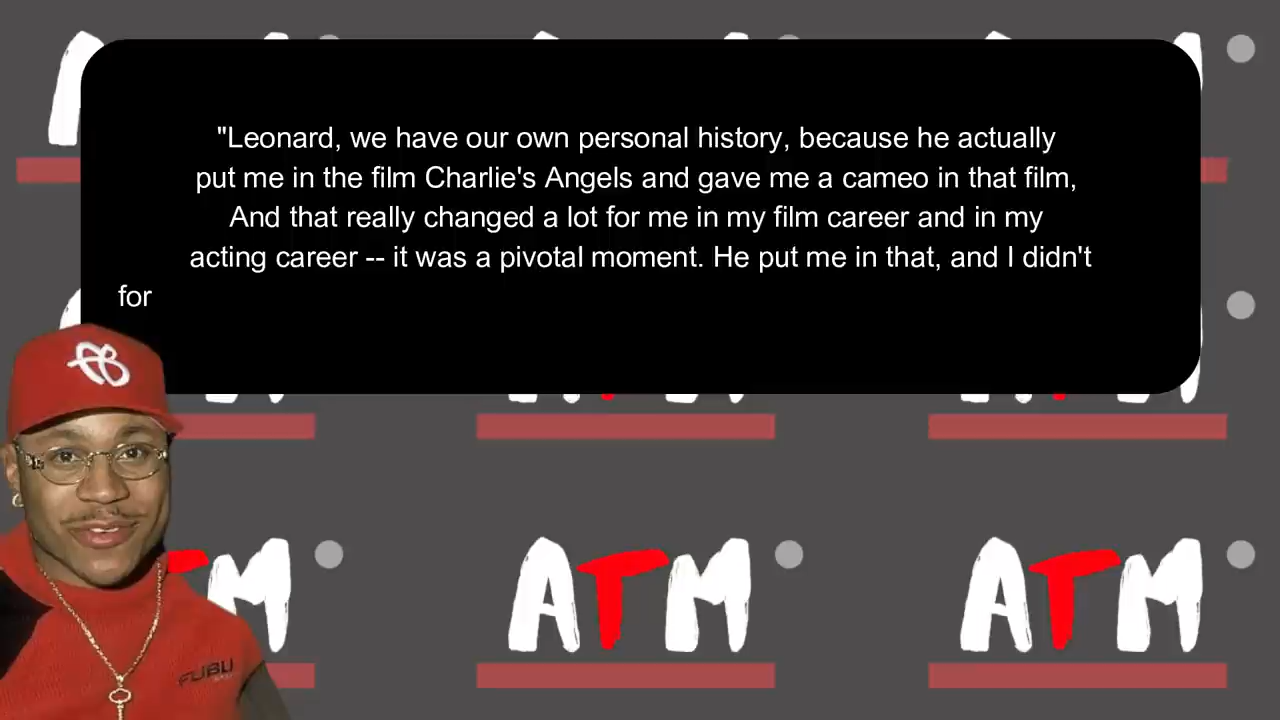 "Leonard, we have our own personal history, because he actually
put me in the film Charlie's Angels and gave me a cameo in that film,
And that really changed a lot for me in my film career and in my
acting career -- it was a pivotal moment. He put me in that, and I didn't
for
ATM
ATM
FUBU